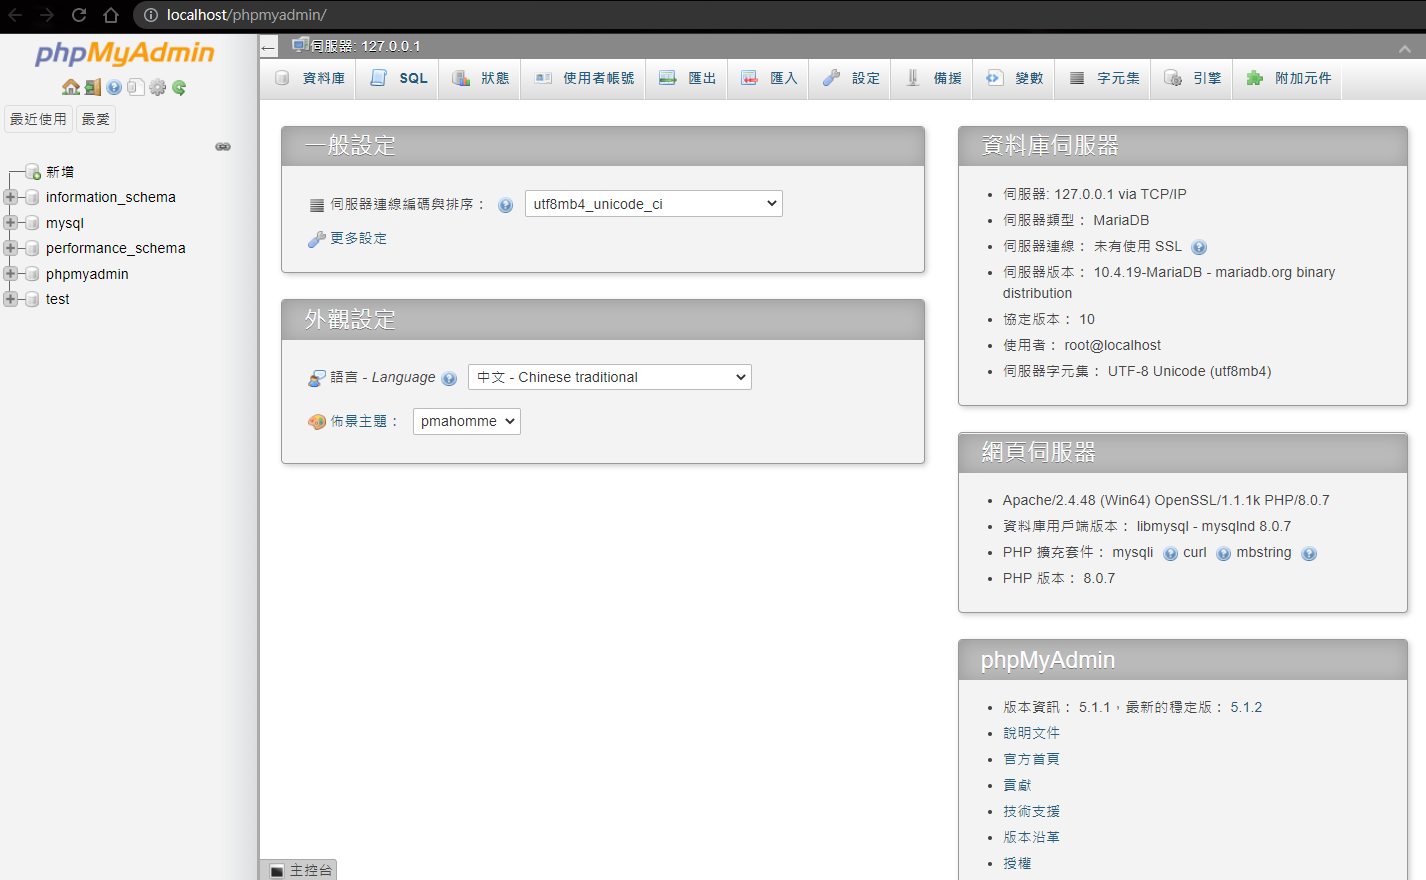 localhost/phpmyadmin/
phpMyAdmin
最近使用 最愛
新增
information_schema
mysql
performance_schema
phpmyadmin
test
伺服器: 127.0.0.1
資料庫 SQL 狀態 使用者帳號 匯出 匯入 設定 備援 變數 字元集 引擎 附加元件
一般設定
伺服器連線編碼與排序： utf8mb4_unicode_ci
更多設定
外觀設定
語言 - Language 中文 - Chinese traditional
佈景主題： pmahomme
資料庫伺服器
伺服器: 127.0.0.1 via TCP/IP
伺服器類型： MariaDB
伺服器連線： 未有使用 SSL
伺服器版本： 10.4.19-MariaDB - mariadb.org binary
distribution
協定版本： 10
使用者： root@localhost
伺服器字元集： UTF-8 Unicode (utf8mb4)
網頁伺服器
Apache/2.4.48 (Win64) OpenSSL/1.1.1k PHP/8.0.7
資料庫用戶端版本： libmysql - mysqlnd 8.0.7
PHP 擴充套件： mysqli curl mbstring
PHP 版本： 8.0.7
phpMyAdmin
版本資訊： 5.1.1，最新的穩定版： 5.1.2
說明文件
官方首頁
貢獻
技術支援
版本沿革
授權
主控台